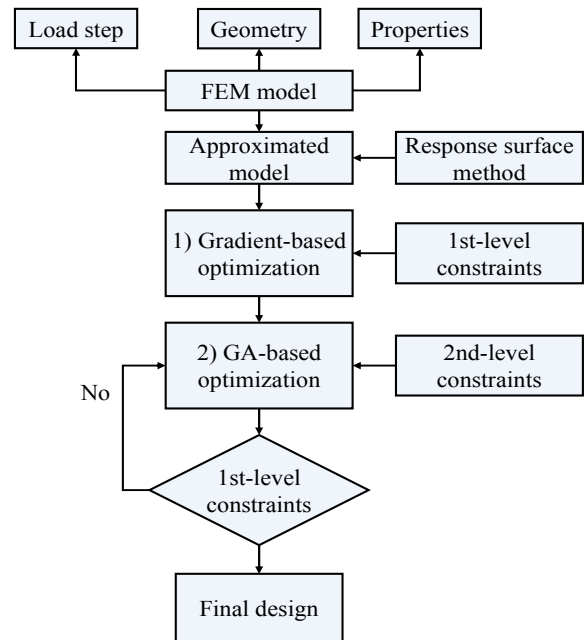 Load step
Geometry
Properties
FEM model
Approximated
model
Response surface
method
1) Gradient-based
optimization
1st-level
constraints
2) GA-based
optimization
2nd-level
constraints
No
1st-level
constraints
Final design